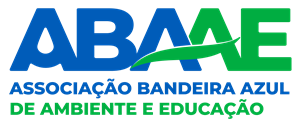 ABAAE
ASSOCIAÇÃO BANDEIRA AZUL
DE AMBIENTE E EDUCAÇÃO